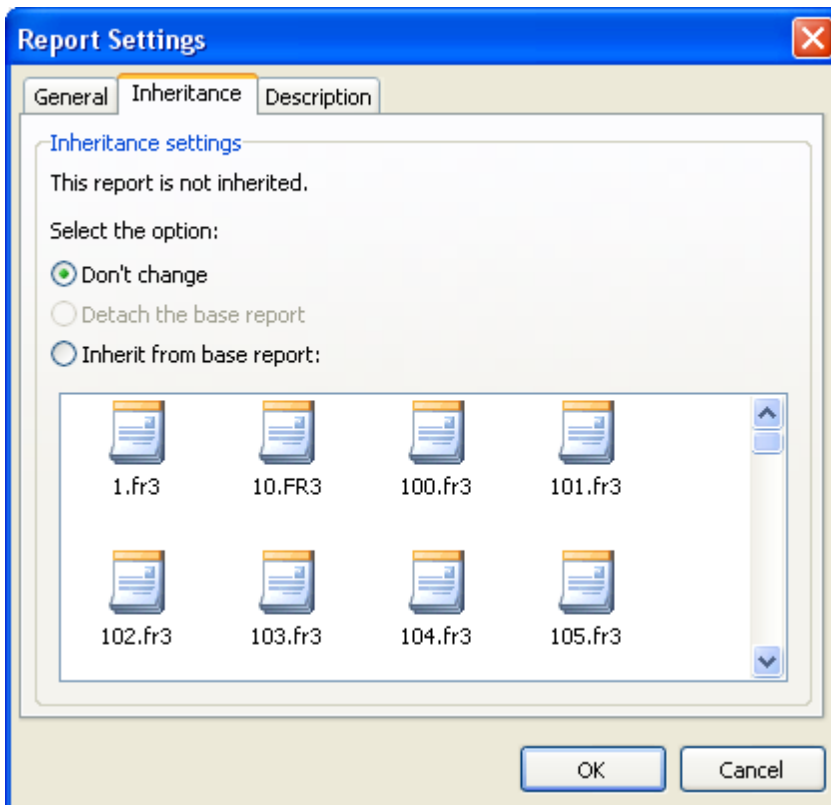 Report Settings
General Inheritance Description
Inheritance settings
This report is not inherited.
Select the option:
Don't change
Detach the base report
Inherit from base report:
1.fr3 10.FR3 100.fr3 101.fr3
102.fr3 103.fr3 104.fr3 105.fr3
OK Cancel